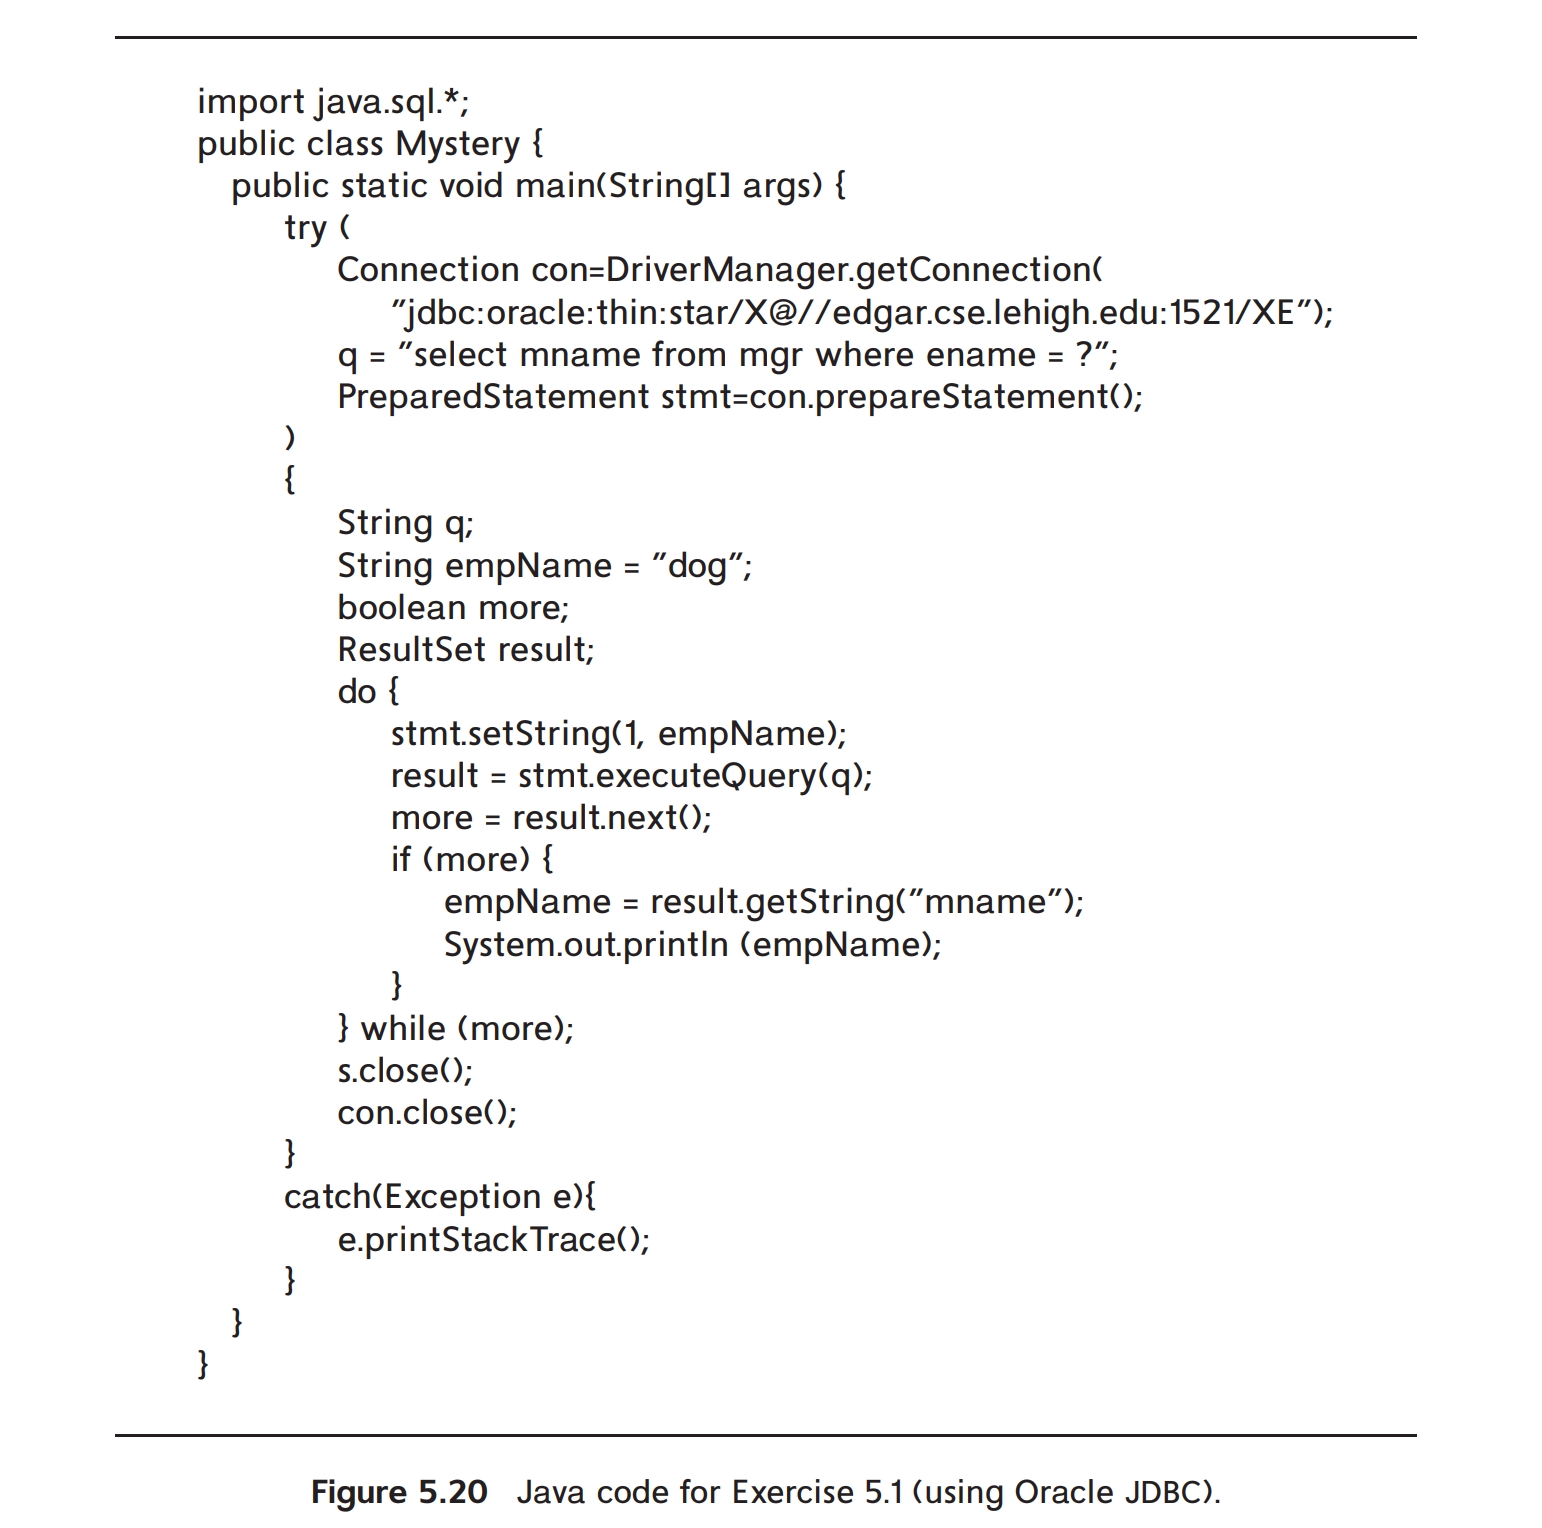 import java.sql.*;
public class Mystery {
public static void main(String[] args) {
try (
Connection con=DriverManager.getConnection(
"jdbc:oracle:thin:star/X@//edgar.cse.lehigh.edu:1521/XE");
q = "select mname from mgr where ename = ?";
PreparedStatement stmt=con.prepareStatement();
)
{
String q;
String empName = "dog";
boolean more;
ResultSet result;
do {
stmt.setString(1, empName);
result = stmt.executeQuery(q);
more = result.next();
if (more) {
empName = result.getString("mname");
System.out.println (empName);
}
} while (more);
s.close();
con.close();
}
catch(Exception e){
e.printStackTrace();
}
}
}
Figure 5.20 Java code for Exercise 5.1 (using Oracle JDBC).